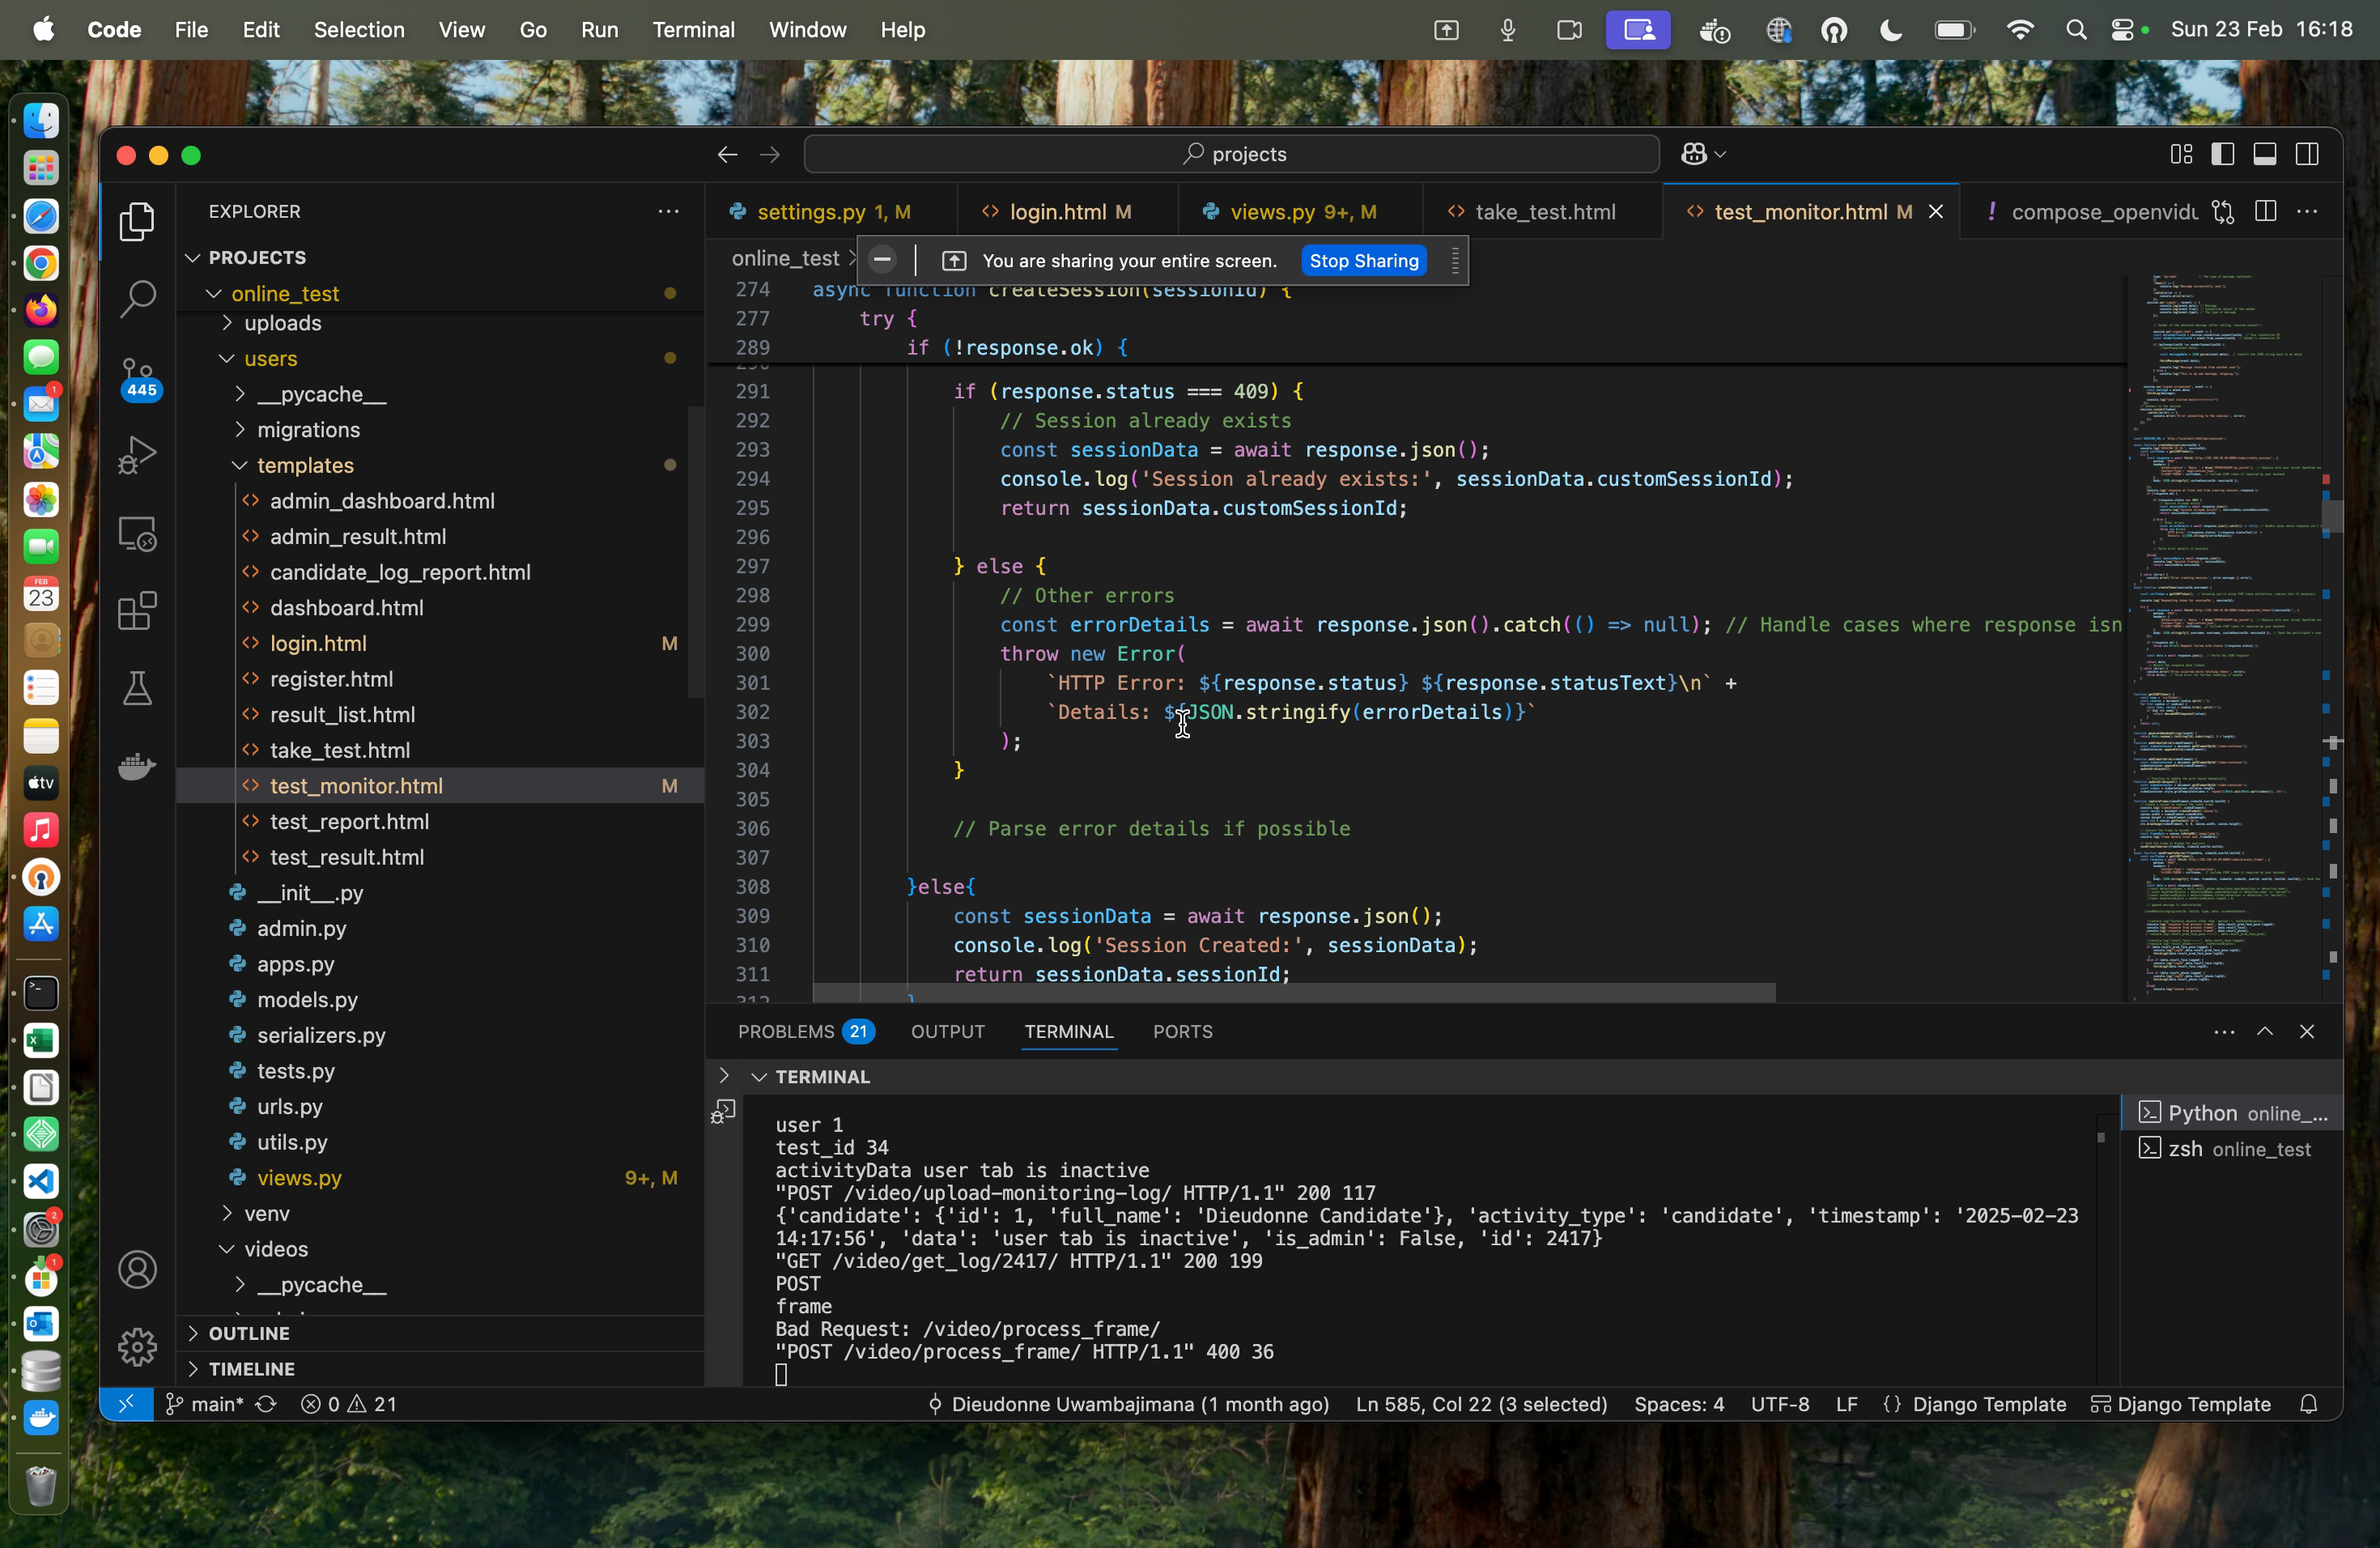 Code File Edit Selection View Go Run Terminal Window Help Sun 23 Feb 16:18
projects
EXPLORER
settings.py 1, M
login.html M
views.py 9+, M
take_test.html
test_monitor.html M
compose_openvidu
online_test
You are sharing your entire screen.
Stop Sharing
PROJECTS
online_test
uploads
users
__pycache__
migrations
templates
admin_dashboard.html
admin_result.html
candidate_log_report.html
dashboard.html
login.html M
register.html
result_list.html
take_test.html
test_monitor.html M
test_report.html
test_result.html
__init__.py
admin.py
apps.py
models.py
serializers.py
tests.py
urls.py
utils.py
views.py 9+, M
venv
videos
__pycache__
OUTLINE
TIMELINE
445
FEB
23
tv
274 async function createSession(sessionId) {
277 try {
289 if (!response.ok) {
291 if (response.status === 409) {
292 // Session already exists
293 const sessionData = await response.json();
294 console.log('Session already exists:', sessionData.customSessionId);
295 return sessionData.customSessionId;
296
297 } else {
298 // Other errors
299 const errorDetails = await response.json().catch(() => null); // Handle cases where response isn
300 throw new Error(
301 `HTTP Error: ${response.status} ${response.statusText}\n` +
302 `Details: ${JSON.stringify(errorDetails)}`
303 );
304 }
305
306 // Parse error details if possible
307
308 }else{
309 const sessionData = await response.json();
310 console.log('Session Created:', sessionData);
311 return sessionData.sessionId;
312 }
PROBLEMS 21 OUTPUT TERMINAL PORTS
TERMINAL
user 1
test_id 34
activityData user tab is inactive
"POST /video/upload-monitoring-log/ HTTP/1.1" 200 117
{'candidate': {'id': 1, 'full_name': 'Dieudonne Candidate'}, 'activity_type': 'candidate', 'timestamp': '2025-02-23
14:17:56', 'data': 'user tab is inactive', 'is_admin': False, 'id': 2417}
"GET /video/get_log/2417/ HTTP/1.1" 200 199
POST
frame
Bad Request: /video/process_frame/
"POST /video/process_frame/ HTTP/1.1" 400 36
Python online_...
zsh online_test
main* 0 21 Dieudonne Uwambajimana (1 month ago) Ln 585, Col 22 (3 selected) Spaces: 4 UTF-8 LF {} Django Template Django Template